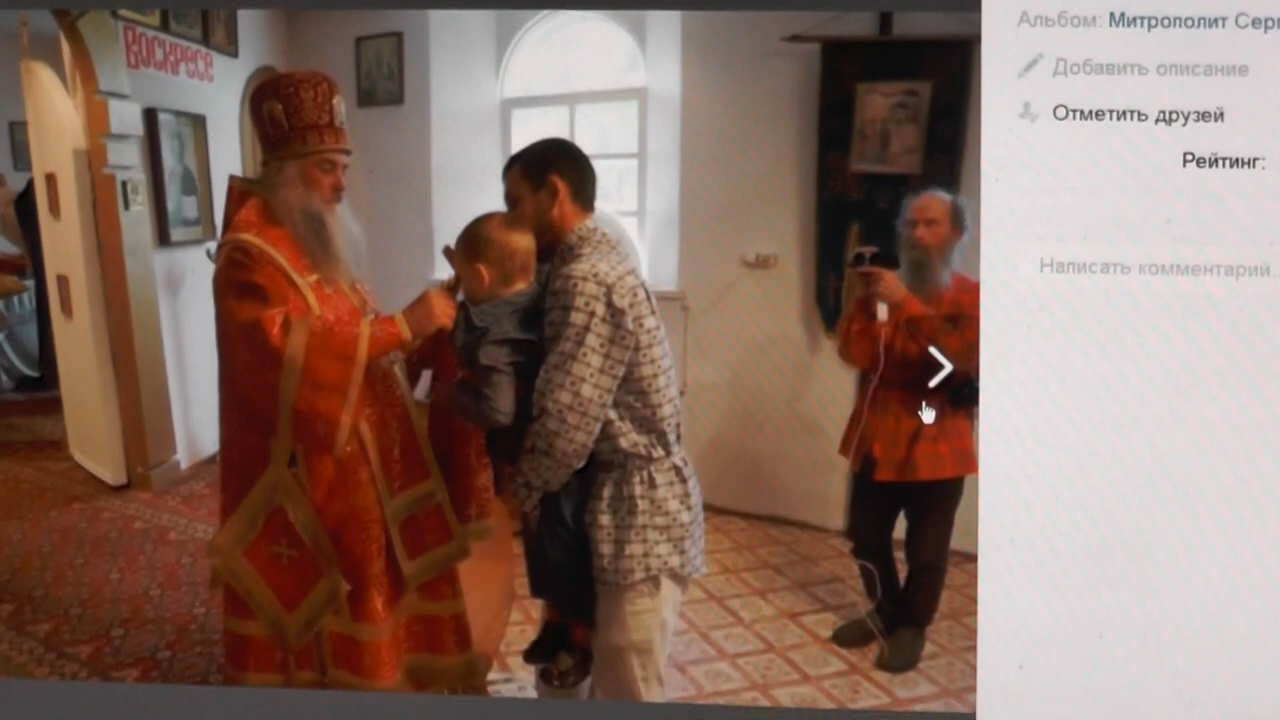 ВОСКРЕСЕ
Альбом: Митрополит Серг
Добавить описание
Отметить друзей
Рейтинг:
Написать комментарий...